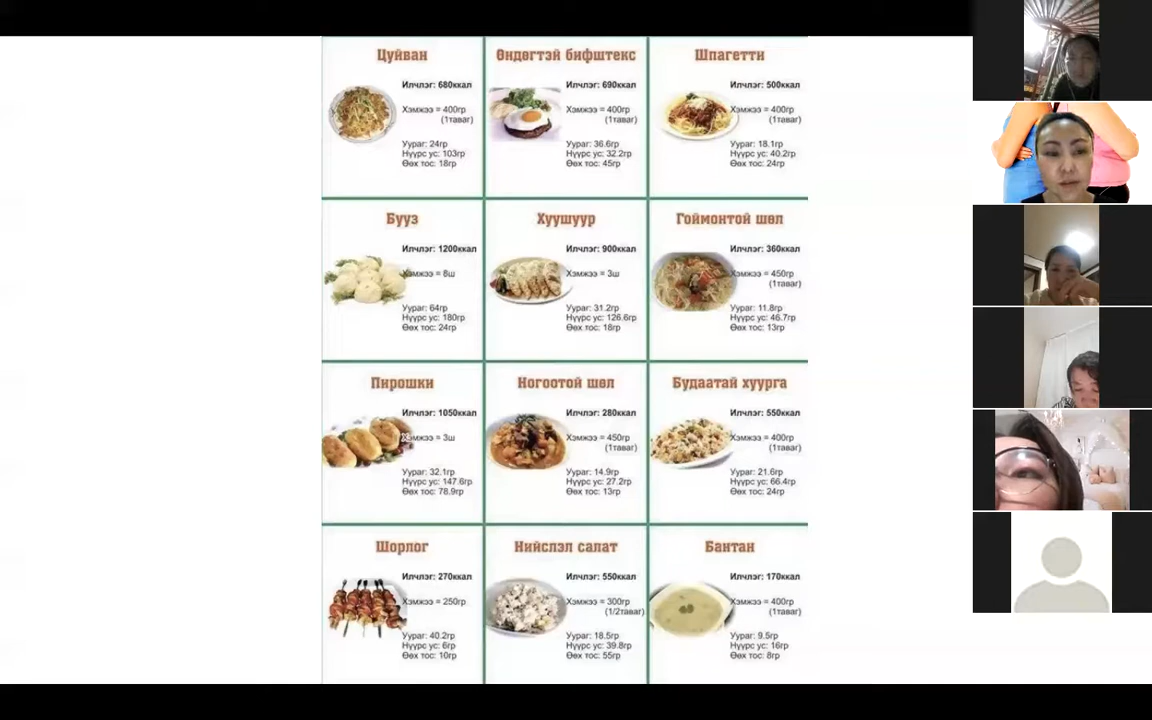 Цуйван
Илчлэг: 680ккал
Хэмжээ = 400гр
(1таваг)
Уураг: 24гр
Нүүрс ус: 103гр
Өөх тос: 18гр
Өндөгтэй бифштекс
Илчлэг: 690ккал
Хэмжээ = 400гр
(1таваг)
Уураг: 36.6гр
Нүүрс ус: 32.2гр
Өөх тос: 45гр
Шпагетти
Илчлэг: 500ккал
Хэмжээ = 400гр
(1таваг)
Уураг: 18.1гр
Нүүрс ус: 40.2гр
Өөх тос: 24гр
Бууз
Илчлэг: 1200ккал
Хэмжээ = 8ш
Уураг: 64гр
Нүүрс ус: 180гр
Өөх тос: 24гр
Хуушуур
Илчлэг: 900ккал
Хэмжээ = 3ш
Уураг: 31.2гр
Нүүрс ус: 126.6гр
Өөх тос: 18гр
Гоймонтой шөл
Илчлэг: 360ккал
Хэмжээ = 450гр
(1таваг)
Уураг: 11.8гр
Нүүрс ус: 46.7гр
Өөх тос: 13гр
Пирошки
Илчлэг: 1050ккал
Хэмжээ = 3ш
Уураг: 32.1гр
Нүүрс ус: 147.6гр
Өөх тос: 78.9гр
Ногоотой шөл
Илчлэг: 280ккал
Хэмжээ = 450гр
(1таваг)
Уураг: 14.9гр
Нүүрс ус: 27.2гр
Өөх тос: 13гр
Будаатай хуурга
Илчлэг: 550ккал
Хэмжээ = 400гр
(1таваг)
Уураг: 21.6гр
Нүүрс ус: 66.4гр
Өөх тос: 24гр
Шорлог
Илчлэг: 270ккал
Хэмжээ = 250гр
Уураг: 40.2гр
Нүүрс ус: 6гр
Өөх тос: 10гр
Нийслэл салат
Илчлэг: 550ккал
Хэмжээ = 300гр
(1/2таваг)
Уураг: 18.5гр
Нүүрс ус: 39.8гр
Өөх тос: 55гр
Бантан
Илчлэг: 170ккал
Хэмжээ = 400гр
(1таваг)
Уураг: 9.5гр
Нүүрс ус: 16гр
Өөх тос: 8гр